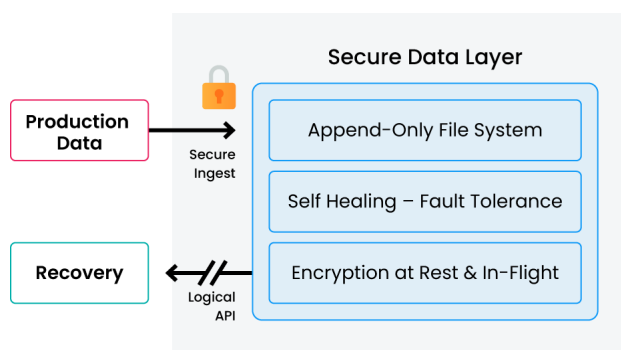 Secure Data Layer
Production
Data
Secure
Ingest
Append-Only File System
Self Healing – Fault Tolerance
Encryption at Rest & In-Flight
Recovery
Logical
API